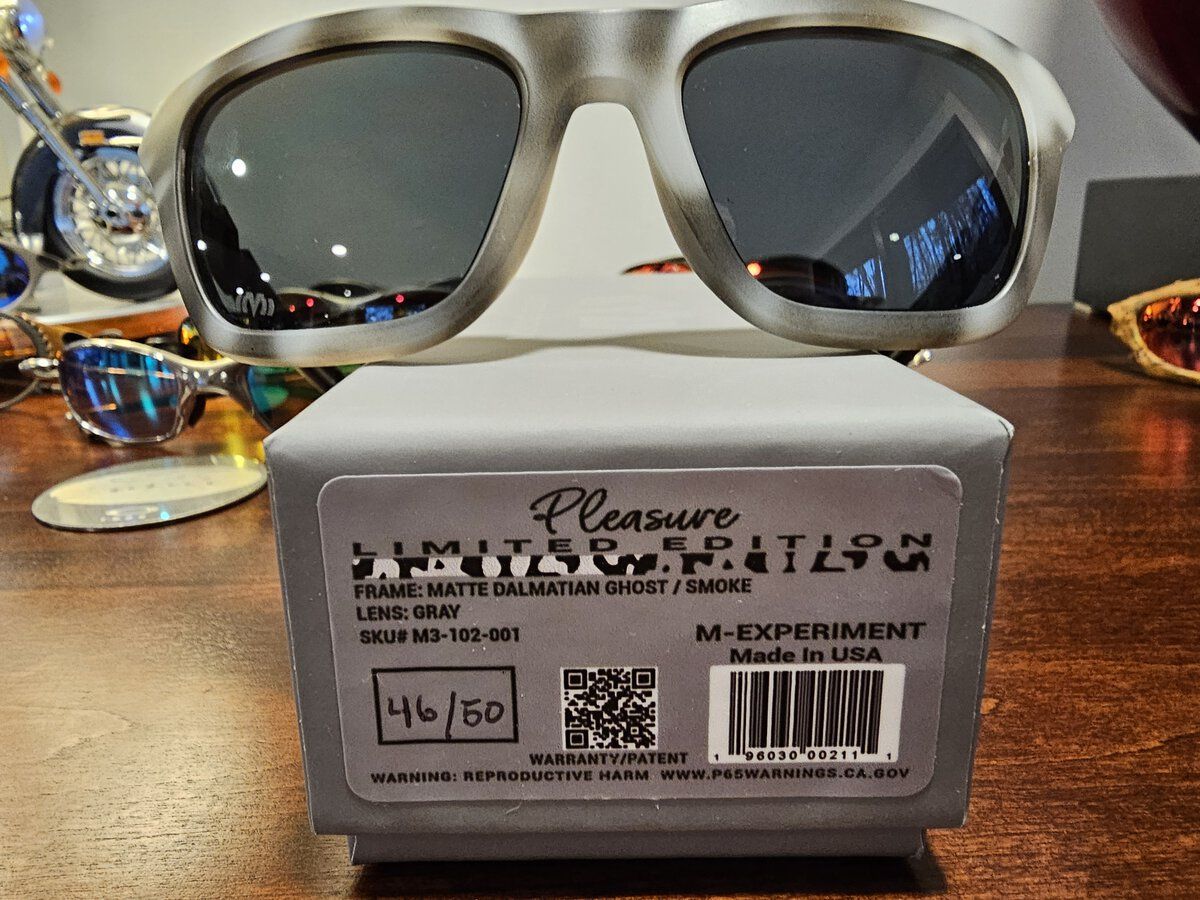 Pleasure
LIMITED EDITION
FRAME: MATTE DALMATIAN GHOST / SMOKE
LENS: GRAY
SKU# M3-102-001
M-EXPERIMENT
Made In USA
46/50
1 96030 00211 1
WARRANTY/PATENT
WARNING: REPRODUCTIVE HARM WWW.P65WARNINGS.CA.GOV